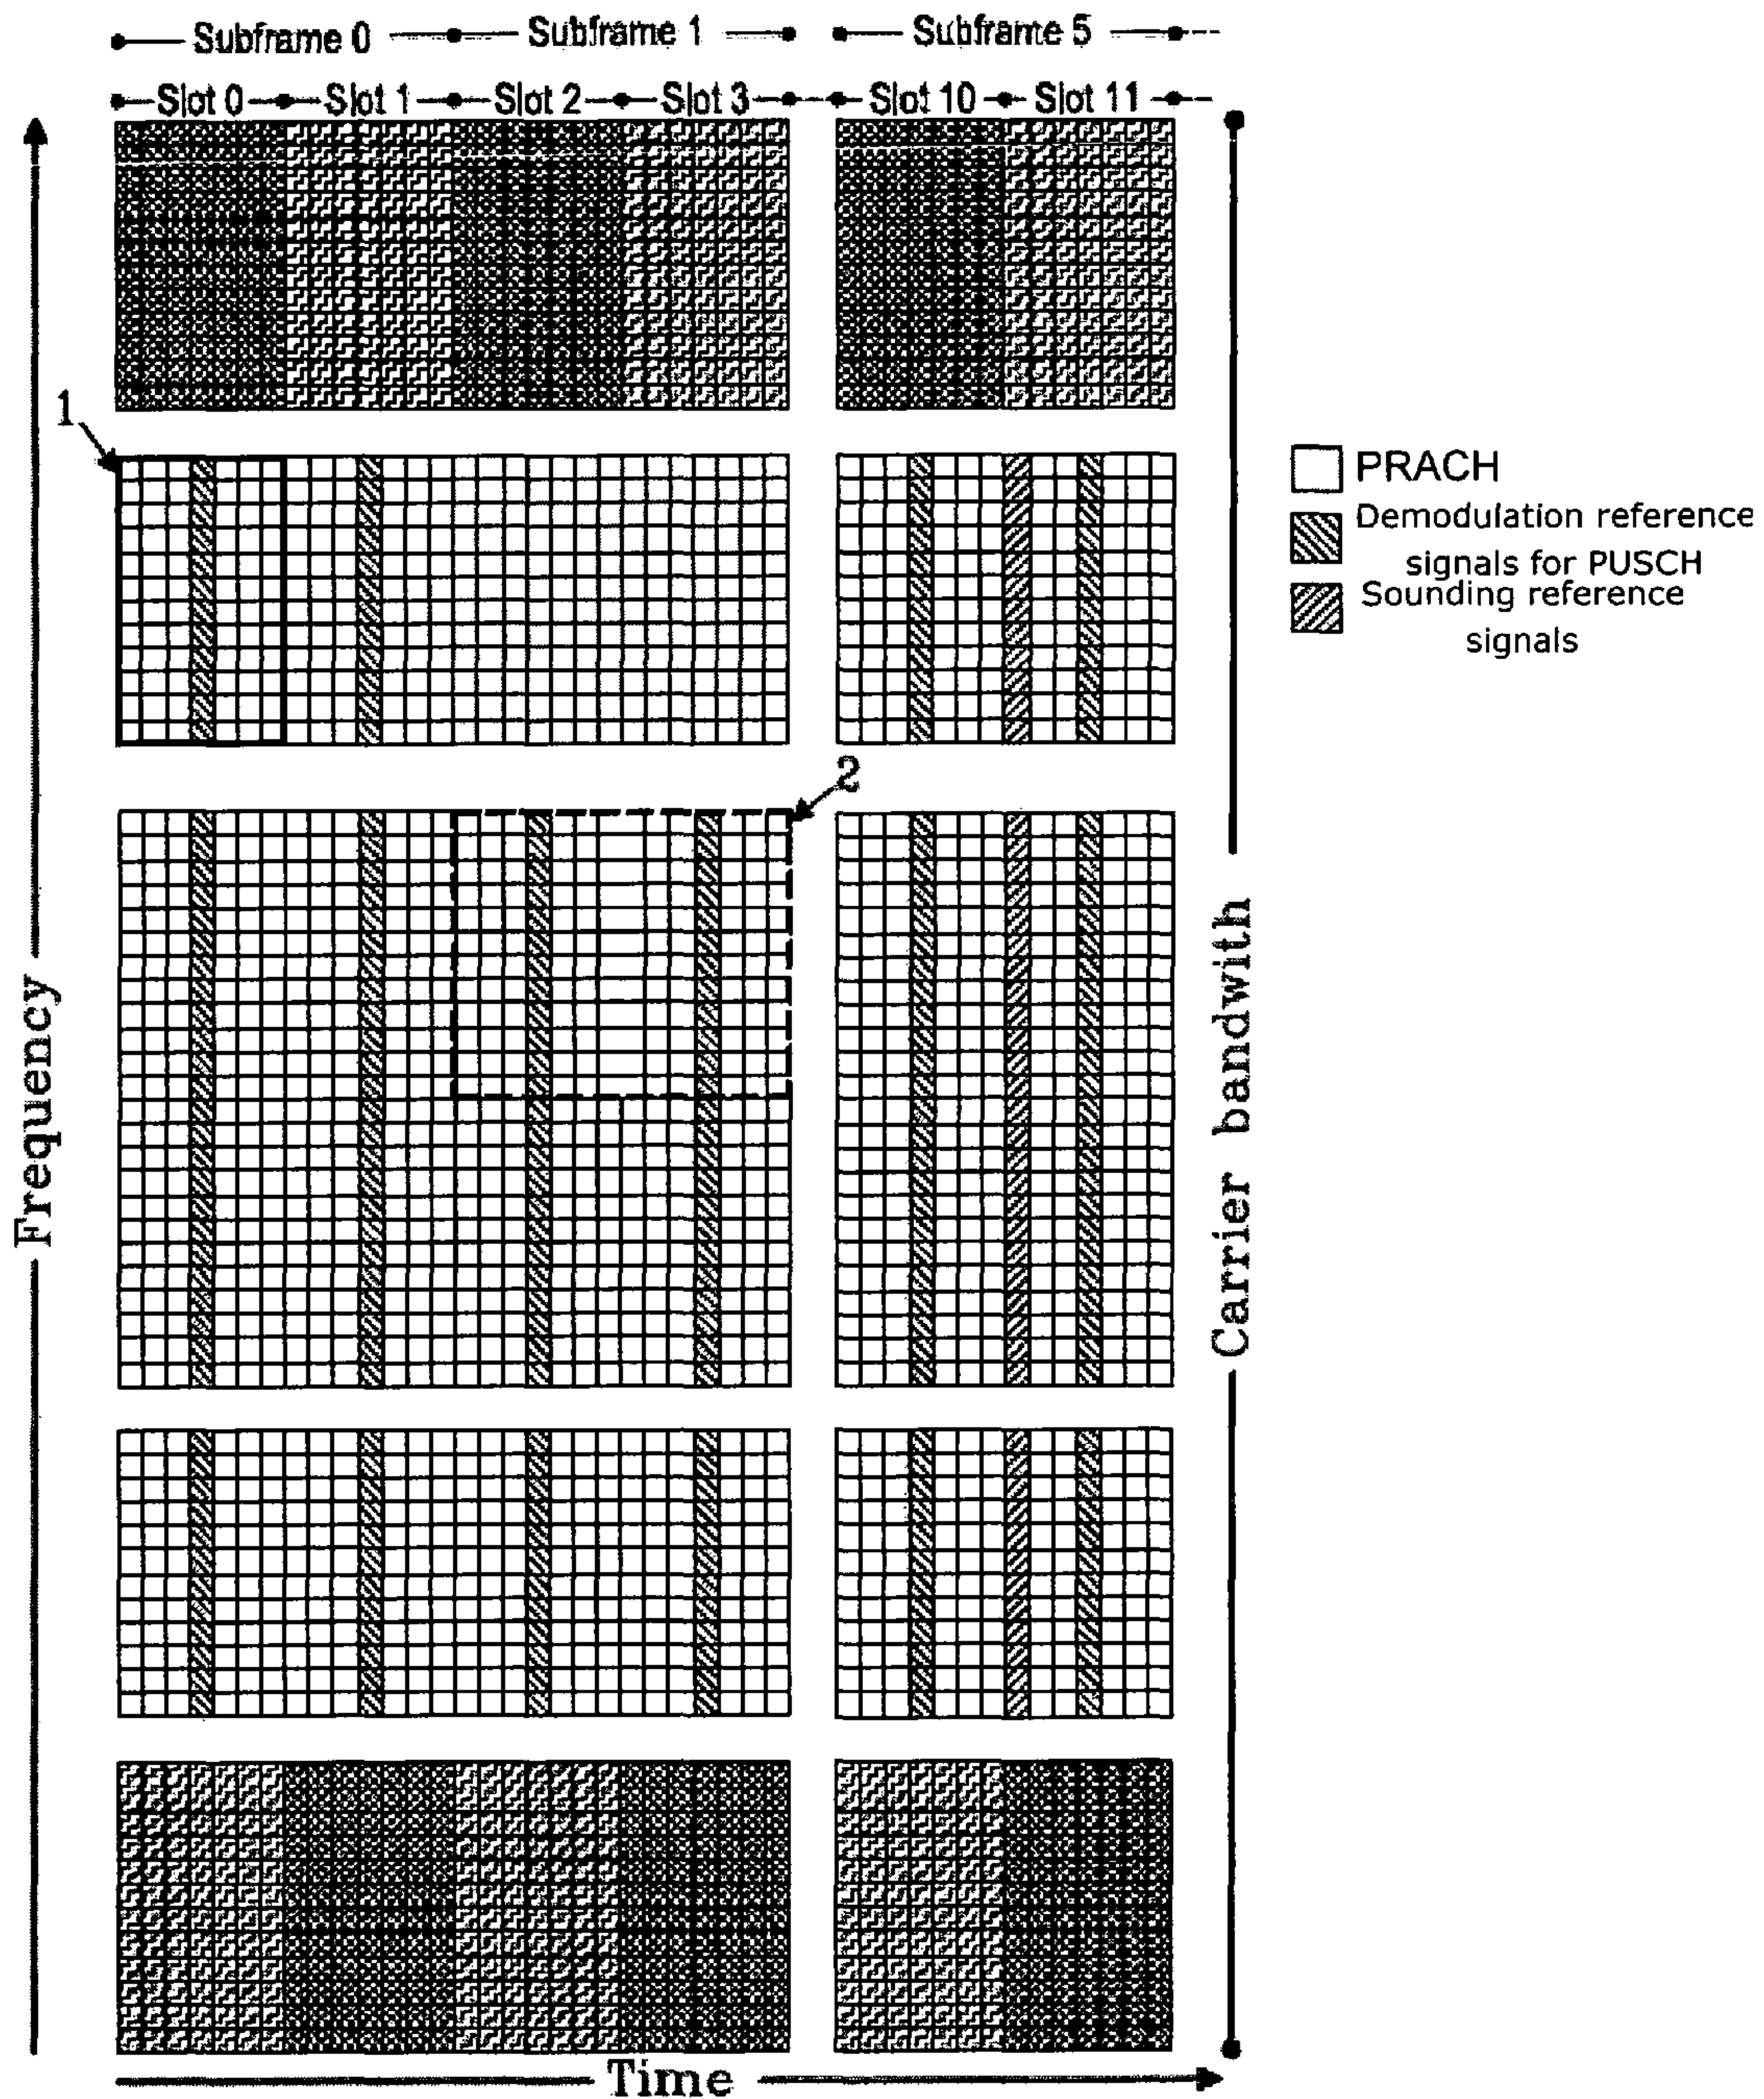 Subframe 0 Subframe 1 Subframe 5
Slot 0 Slot 1 Slot 2 Slot 3 Slot 10 Slot 11
1
PRACH
Demodulation reference
signals for PUSCH
Sounding reference
signals
2
Frequency
Carrier bandwith
Time